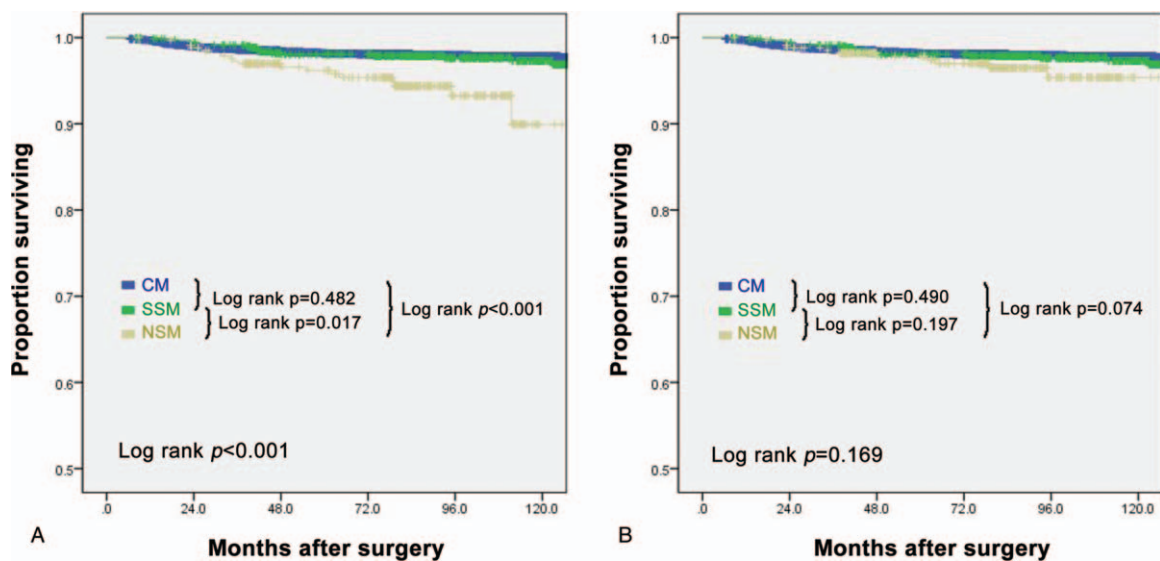 1.0
0.9
0.8
0.7
0.6
0.5
Proportion surviving
CM
SSM
NSM
Log rank p=0.482
Log rank p=0.017
Log rank p<0.001
Log rank p<0.001
.0 24.0 48.0 72.0 96.0 120.0
A
Months after surgery
1.0
0.9
0.8
0.7
0.6
0.5
Proportion surviving
CM
SSM
NSM
Log rank p=0.490
Log rank p=0.197
Log rank p=0.074
Log rank p=0.169
.0 24.0 48.0 72.0 96.0 120.0
B
Months after surgery